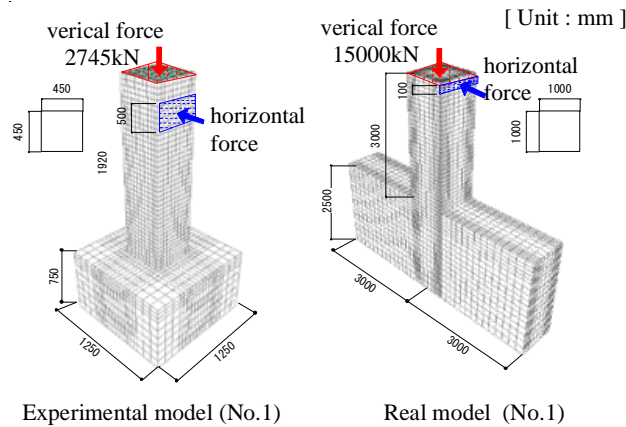 [ Unit : mm ]
verical force
2745kN
450
450
500
horizontal
force
1920
750
1250
1250
Experimental model (No.1)
vertical force
15000kN
horizontal
force
100
3000
1000
1000
2500
3000
3000
Real model (No.1)